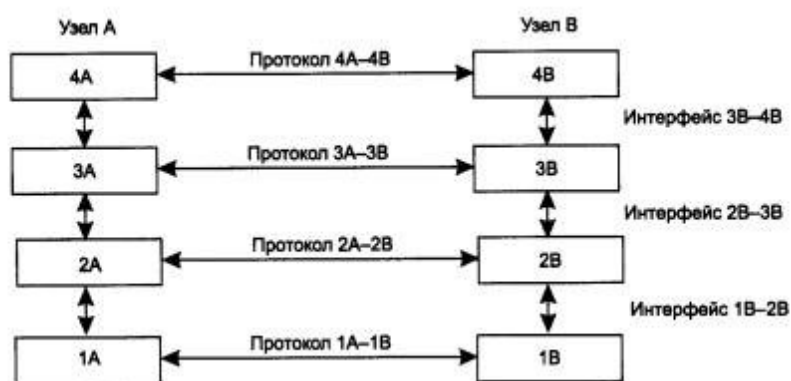 Узел А
Узел В
4А
Протокол 4А–4В
4В
Интерфейс 3В–4В
3А
Протокол 3А–3В
3В
Интерфейс 2В–3В
2А
Протокол 2А–2В
2В
Интерфейс 1В–2В
1А
Протокол 1А–1В
1В